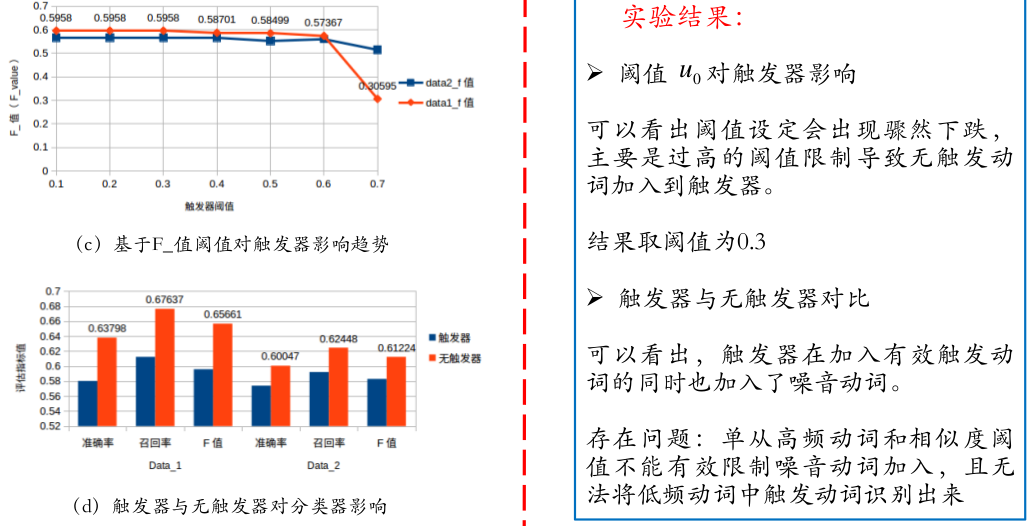 0.7
0.6
0.5
0.4
0.3
0.2
0.1
0
F_值（F_value）
0.5958 0.5958 0.5958 0.58701 0.58499 0.57367
0.30595
data2_f 值
data1_f 值
0.1 0.2 0.3 0.4 0.5 0.6 0.7
触发器阈值
（c）基于F_值阈值对触发器影响趋势
0.7
0.68
0.66
0.64
0.62
0.6
0.58
0.56
0.54
0.52
评估指标值
0.63798 0.67637 0.65661 0.60047 0.62448 0.61224
触发器
无触发器
准确率 召回率 F 值 准确率 召回率 F 值
Data_1 Data_2
（d）触发器与无触发器对分类器影响
实验结果：
➢ 阈值 u₀ 对触发器影响
可以看出阈值设定会出现骤然下跌，
主要是过高的阈值限制导致无触发动
词加入到触发器。
结果取阈值为0.3
➢ 触发器与无触发器对比
可以看出，触发器在加入有效触发动
词的同时也加入了噪音动词。
存在问题：单从高频动词和相似度阈
值不能有效限制噪音动词加入，且无
法将低频动词中触发动词识别出来